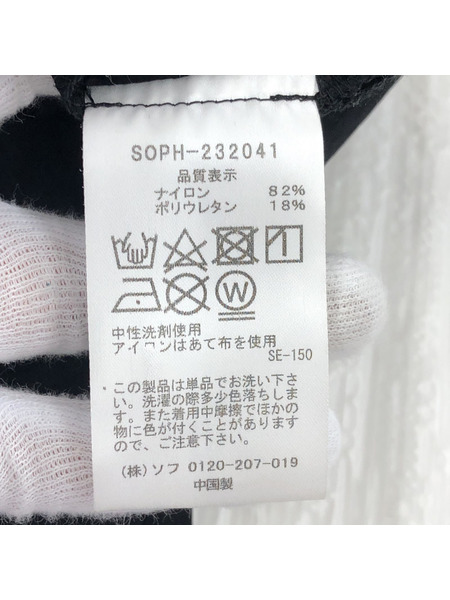 SOPH-232041
品質表示
ナイロン 82%
ポリウレタン 18%
W
中性洗剤使用
アイロンはあて布を使用
SE-150
この製品は単品でお洗い下さ
い。洗濯の際多少色落ちしま
す。また着用中摩擦でほかの
物に色が付くことがあります
ので、ご注意下さい。
(株)ソフ 0120-207-019
中国製